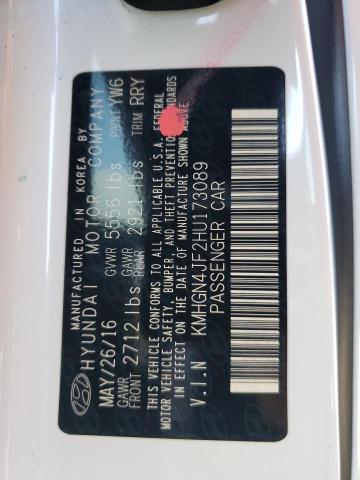 MANUFACTURED IN KOREA BY
HYUNDAI MOTOR COMPANY
MAY/26/16 GVWR 5556 lbs PAINT YW6
GAWR FRONT 2712 lbs GAWR REAR 2921 lbs TRIM RRY
THIS VEHICLE CONFORMS TO ALL APPLICABLE U.S.A. FEDERAL
MOTOR VEHICLE SAFETY, BUMPER, AND THEFT PREVENTION STANDARDS
IN EFFECT ON THE DATE OF MANUFACTURE SHOWN ABOVE
V.I.N KMHGN4JF2HU173089
PASSENGER CAR